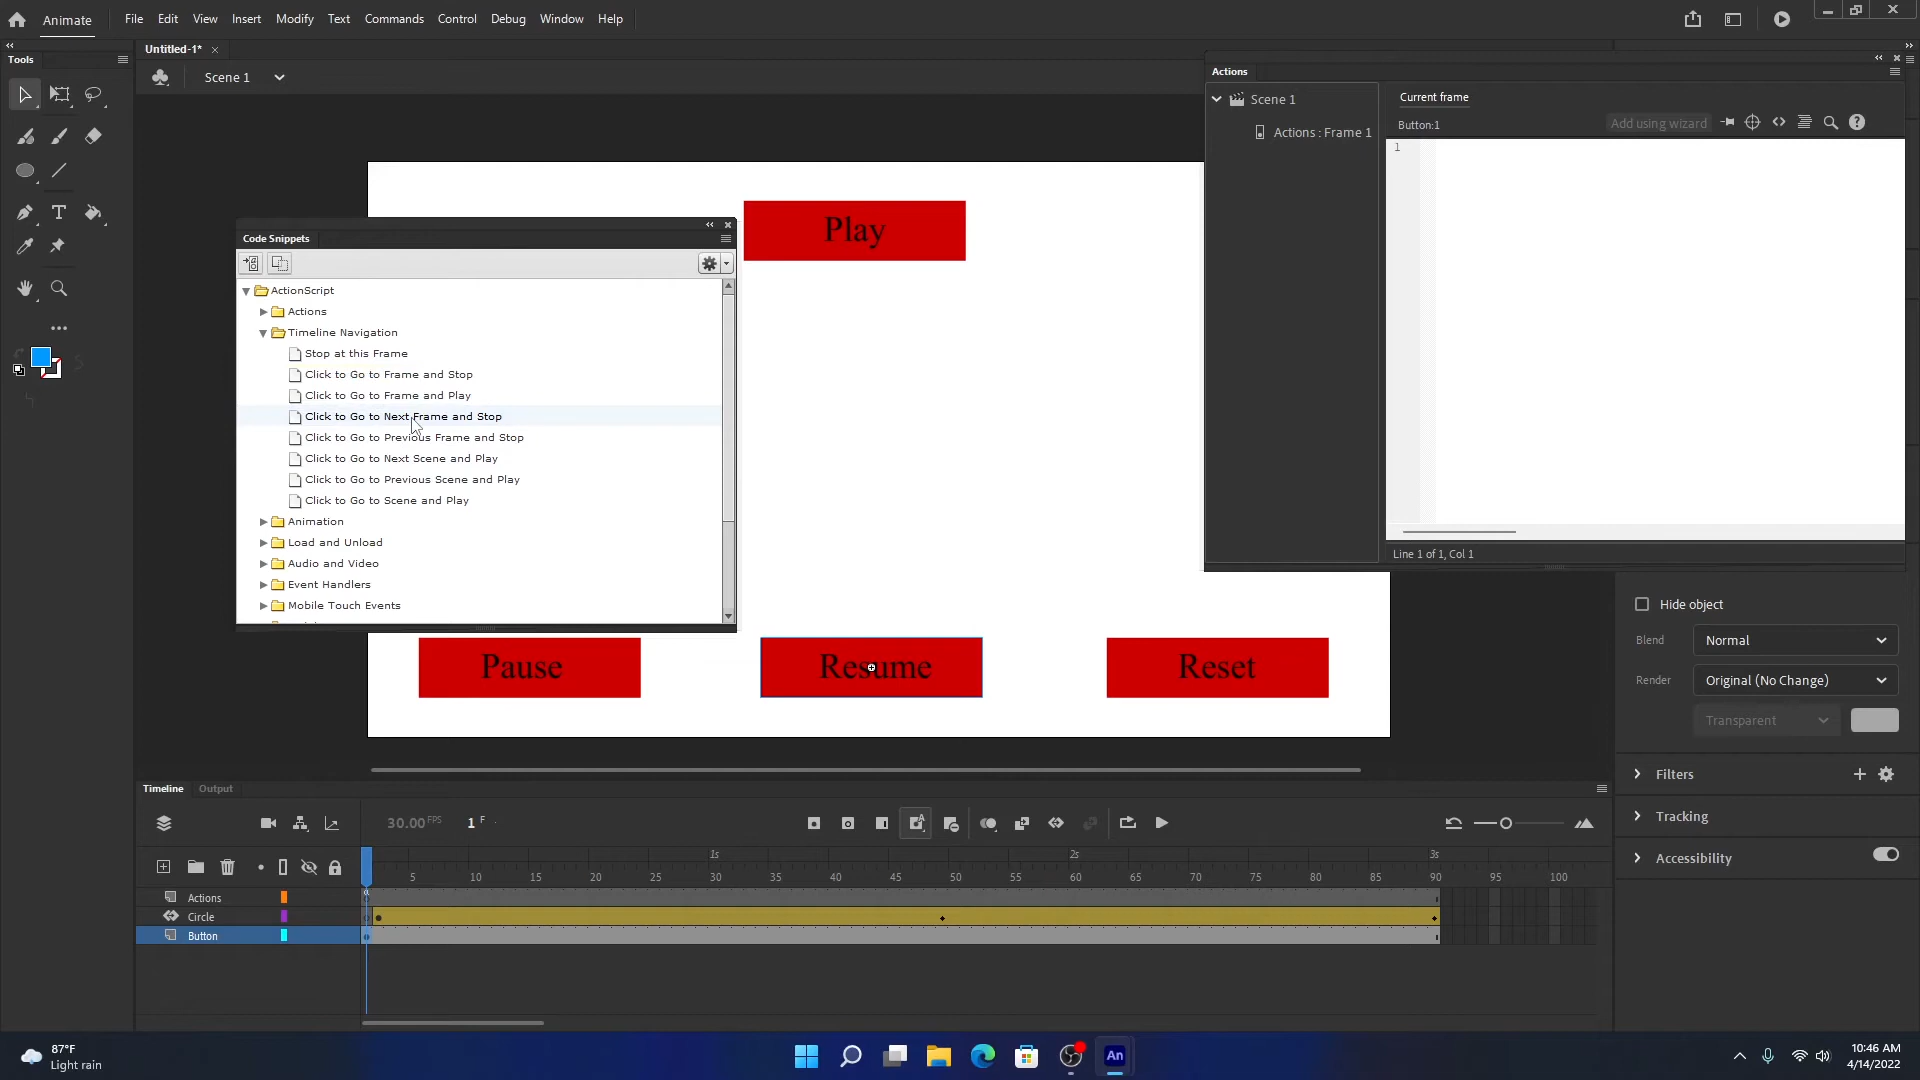 Animate
File Edit View Insert Modify Text Commands Control Debug Window Help
Untitled-1*
Tools
Scene 1
Actions
Scene 1
Actions : Frame 1
Current frame
Button:1
Add using wizard
1
Line 1 of 1, Col 1
Play
Code Snippets
ActionScript
Actions
Timeline Navigation
Stop at this Frame
Click to Go to Frame and Stop
Click to Go to Frame and Play
Click to Go to Next Frame and Stop
Click to Go to Previous Frame and Stop
Click to Go to Next Scene and Play
Click to Go to Previous Scene and Play
Click to Go to Scene and Play
Animation
Load and Unload
Audio and Video
Event Handlers
Mobile Touch Events
Pause
Resume
Reset
Hide object
Blend Normal
Render Original (No Change)
Transparent
Filters
Tracking
Accessibility
Timeline Output
30.00 FPS 1 F
1s 2s 3s
5 10 15 20 25 30 35 40 45 50 55 60 65 70 75 80 85 90 95 100
Actions
Circle
Button
87°F
Light rain
An
10:46 AM
4/14/2022